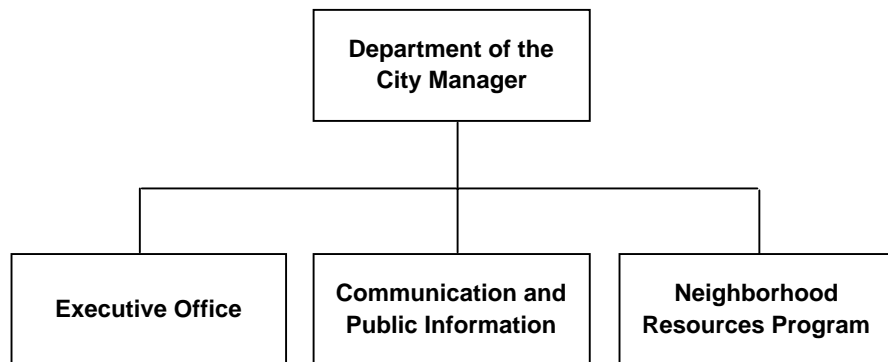 Department of the
City Manager
Executive Office
Communication and
Public Information
Neighborhood
Resources Program